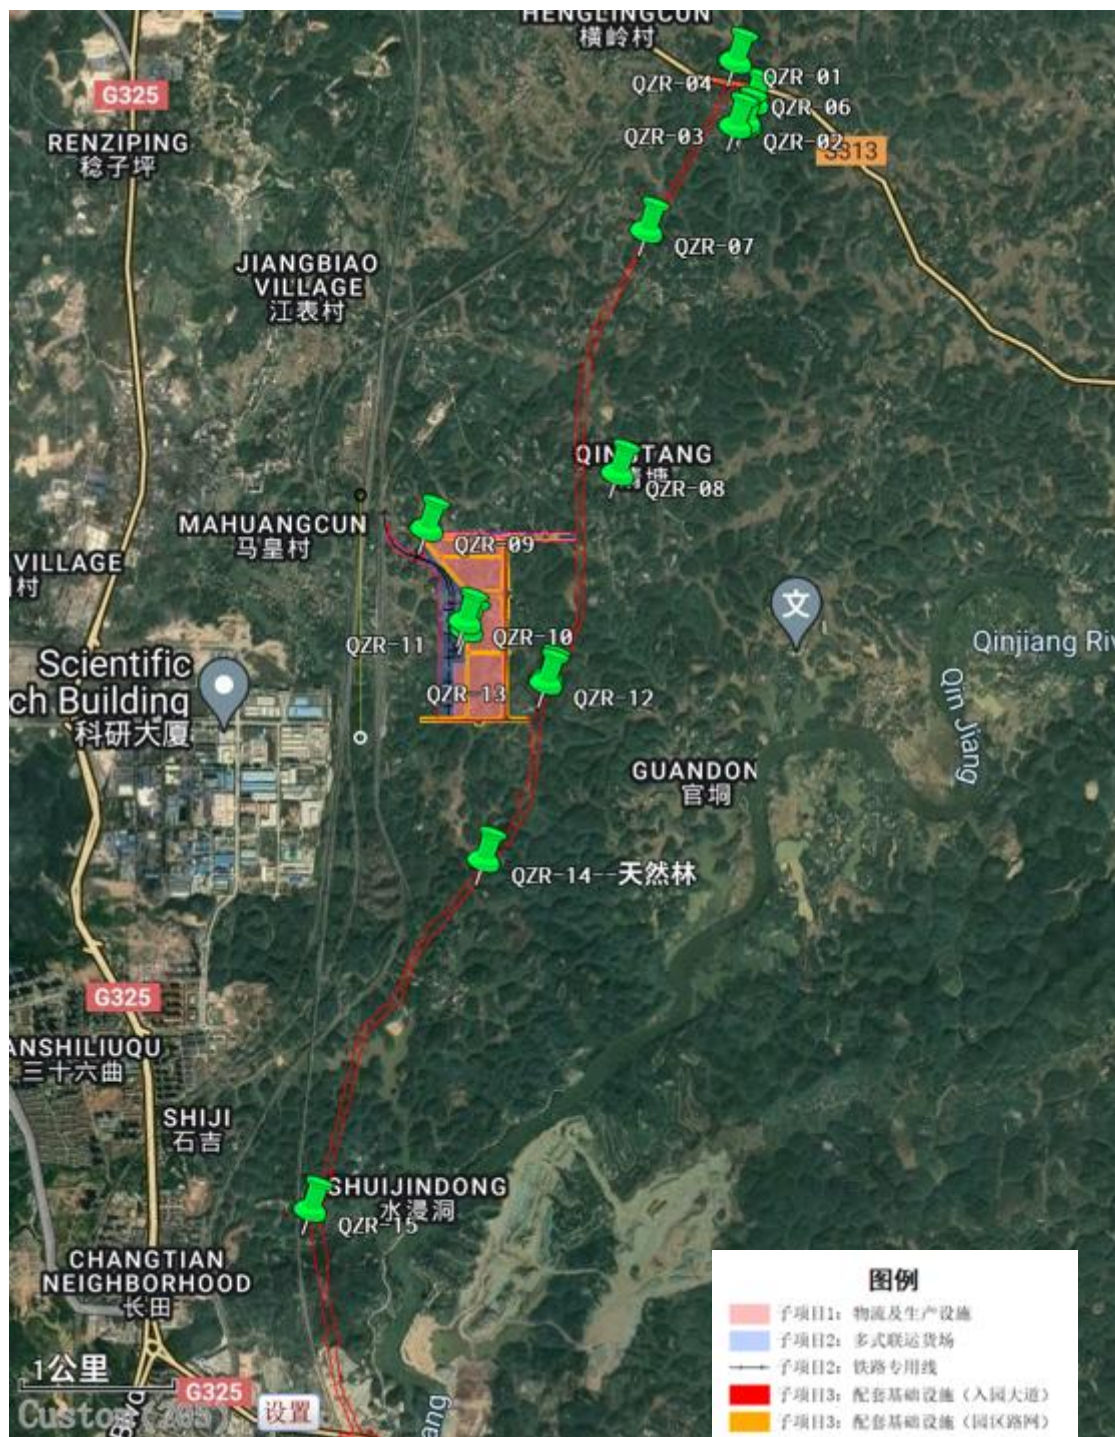 HENGLINGCUN
横岭村
G325
QZR-04
QZR-01
QZR-06
RENZIPING
稔子坪
QZR-03
QZR-02
S313
QZR-07
JIANGBIAO
VILLAGE
江表村
QINGTANG
青塘
QZR-08
MAHUANGCUN
马皇村
QZR-09
VILLAGE
村
文
QZR-11
QZR-10
Qinjiang Riv
Scientific
ch Building
科研大厦
QZR-13
QZR-12
Qin Jiang
GUANDON
官垌
QZR-14--天然林
G325
ANSHILIUQU
三十六曲
SHIJI
石吉
SHUIJINDONG
水浸洞
QZR-15
CHANGTIAN
NEIGHBORHOOD
长田
1公里
G325
设置
ang
图例
子项目1：物流及生产设施
子项目2：多式联运货场
子项目2：铁路专用线
子项目3：配套基础设施（入园大道）
子项目3：配套基础设施（园区路网）